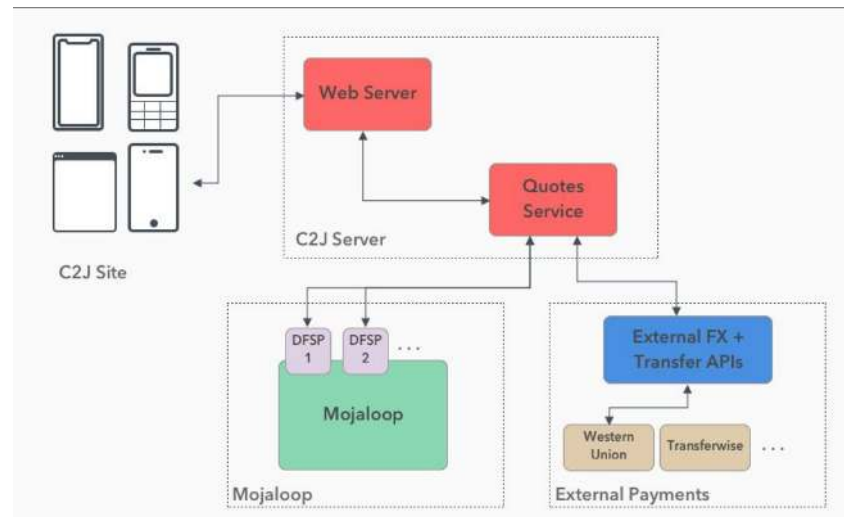 Web Server
Quotes
Service
C2J Server
C2J Site
DFSP
1
DFSP
2
...
Mojaloop
Mojaloop
External FX +
Transfer APIs
Western
Union
Transferwise
...
External Payments